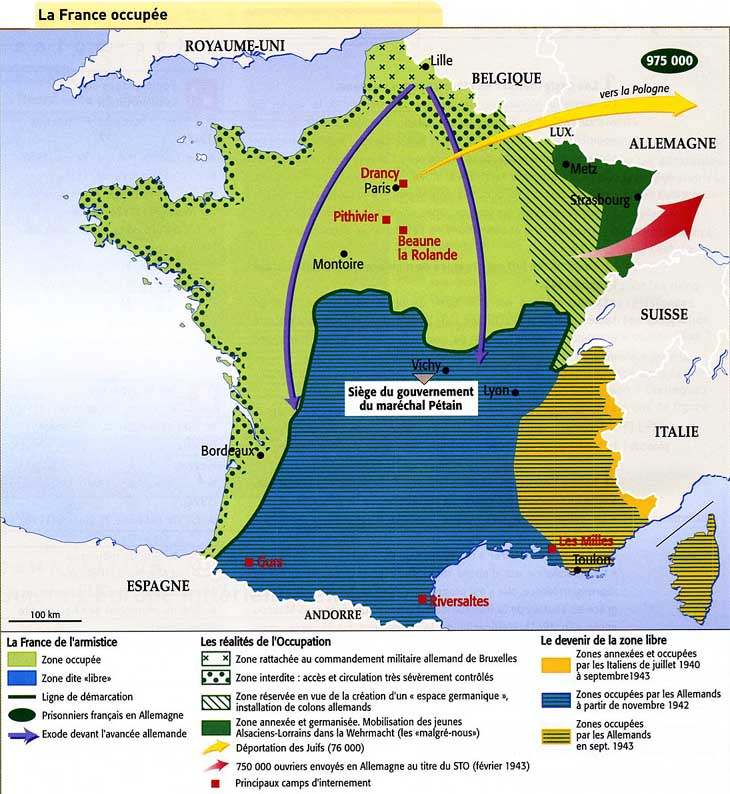 La France occupée
ROYAUME-UNI
Lille
BELGIQUE
975 000
vers la Pologne
LUX.
ALLEMAGNE
Metz
Strasbourg
Drancy
Paris
Pithivier
Beaune
la Rolande
Montoire
SUISSE
Vichy
Siège du gouvernement
du maréchal Pétain
Lyon
ITALIE
Bordeaux
Les Milles
Gurs
Toulon
ESPAGNE
Riversaltes
ANDORRE
100 km
La France de l'armistice
Zone occupée
Zone dite «libre»
Ligne de démarcation
Prisonniers français en Allemagne
Exode devant l'avancée allemande
Les réalités de l'Occupation
Zone rattachée au commandement militaire allemand de Bruxelles
Zone interdite : accès et circulation très sévèrement contrôlés
Zone réservée en vue de la création d'un « espace germanique »,
installation de colons allemands
Zone annexée et germanisée. Mobilisation des jeunes
Alsaciens-Lorrains dans la Wehrmacht (les «malgré-nous»)
Déportation des Juifs (76 000)
750 000 ouvriers envoyés en Allemagne au titre du STO (février 1943)
Principaux camps d'internement
Le devenir de la zone libre
Zones annexées et occupées
par les Italiens de juillet 1940
à septembre1943
Zones occupées par les Allemands
à partir de novembre 1942
Zones occupées
par les Allemands
en sept. 1943